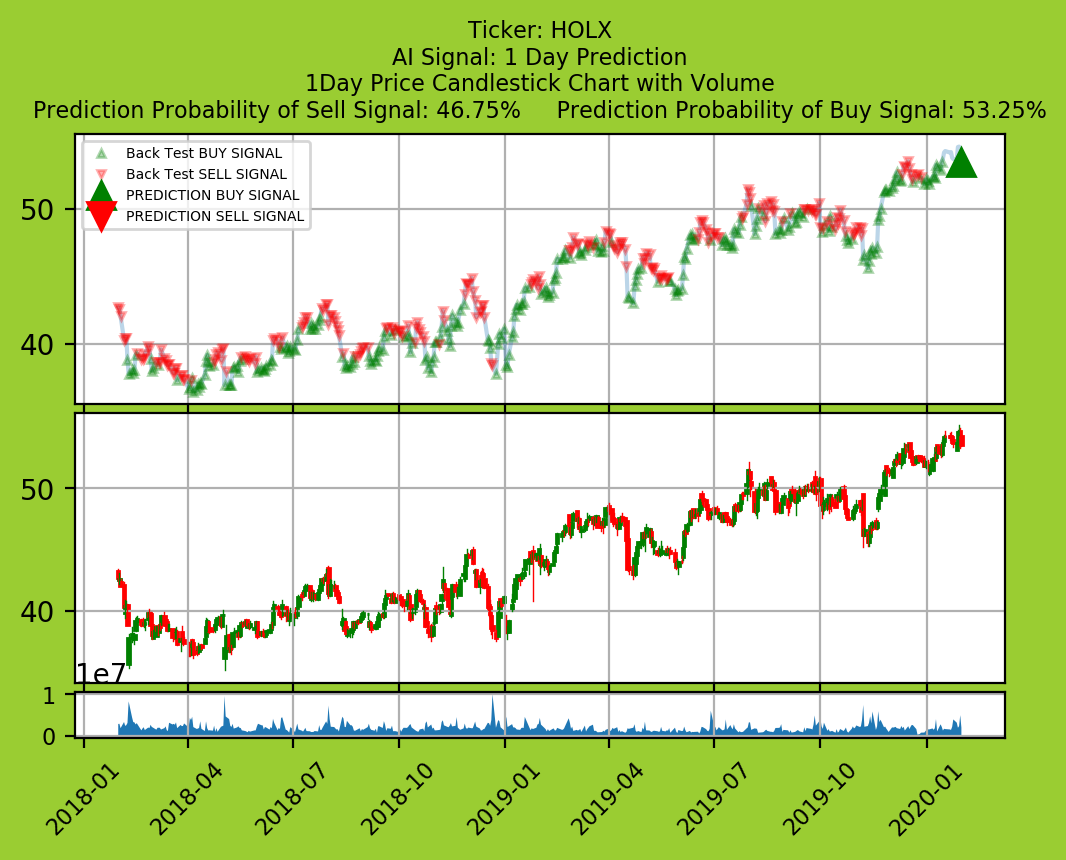 Ticker: HOLX
AI Signal: 1 Day Prediction
1Day Price Candlestick Chart with Volume
Prediction Probability of Sell Signal: 46.75%     Prediction Probability of Buy Signal: 53.25%
Back Test BUY SIGNAL
Back Test SELL SIGNAL
PREDICTION BUY SIGNAL
PREDICTION SELL SIGNAL
50
40
50
40
1e7
1
0
2018-01
2018-04
2018-07
2018-10
2019-01
2019-04
2019-07
2019-10
2020-01